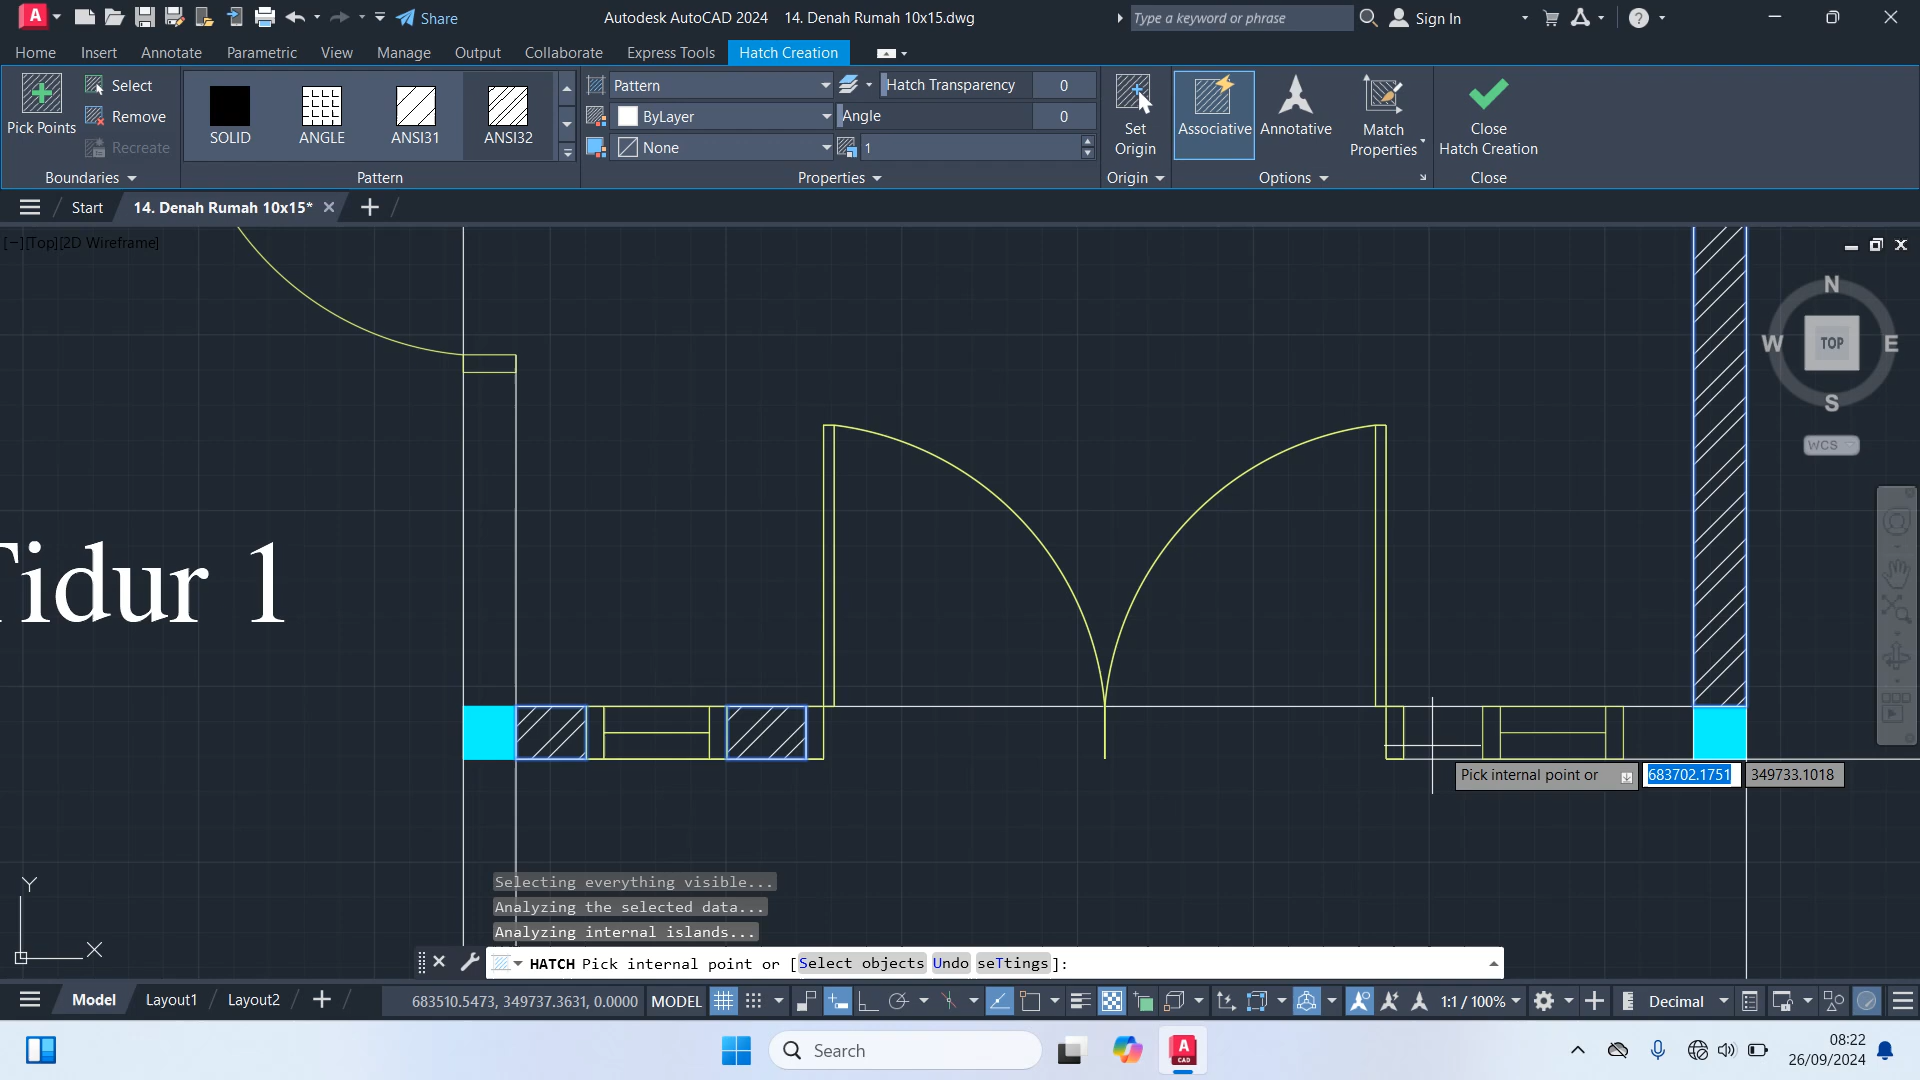 Share
Autodesk AutoCAD 2024 14. Denah Rumah 10x15.dwg
Type a keyword or phrase
Sign In
Home Insert Annotate Parametric View Manage Output Collaborate Express Tools Hatch Creation
Pick Points
Select
Remove
Recreate
Boundaries
SOLID
ANGLE
ANSI31
ANSI32
Pattern
Pattern
ByLayer
None
Hatch Transparency 0
Angle 0
1
Properties
Set
Origin
Origin
Associative
Annotative
Match
Properties
Options
Close
Hatch Creation
Close
Start 14. Denah Rumah 10x15*
[−][Top][2D Wireframe]
N
W
TOP
E
S
WCS
Tidur 1
Pick internal point or 683702.1751 349733.1018
Y
X
Selecting everything visible...
Analyzing the selected data...
Analyzing internal islands...
HATCH Pick internal point or [Select objects Undo seTtings]:
Model Layout1 Layout2
683510.5473, 349737.3631, 0.0000 MODEL
1:1 / 100%
Decimal
Search
08:22
26/09/2024